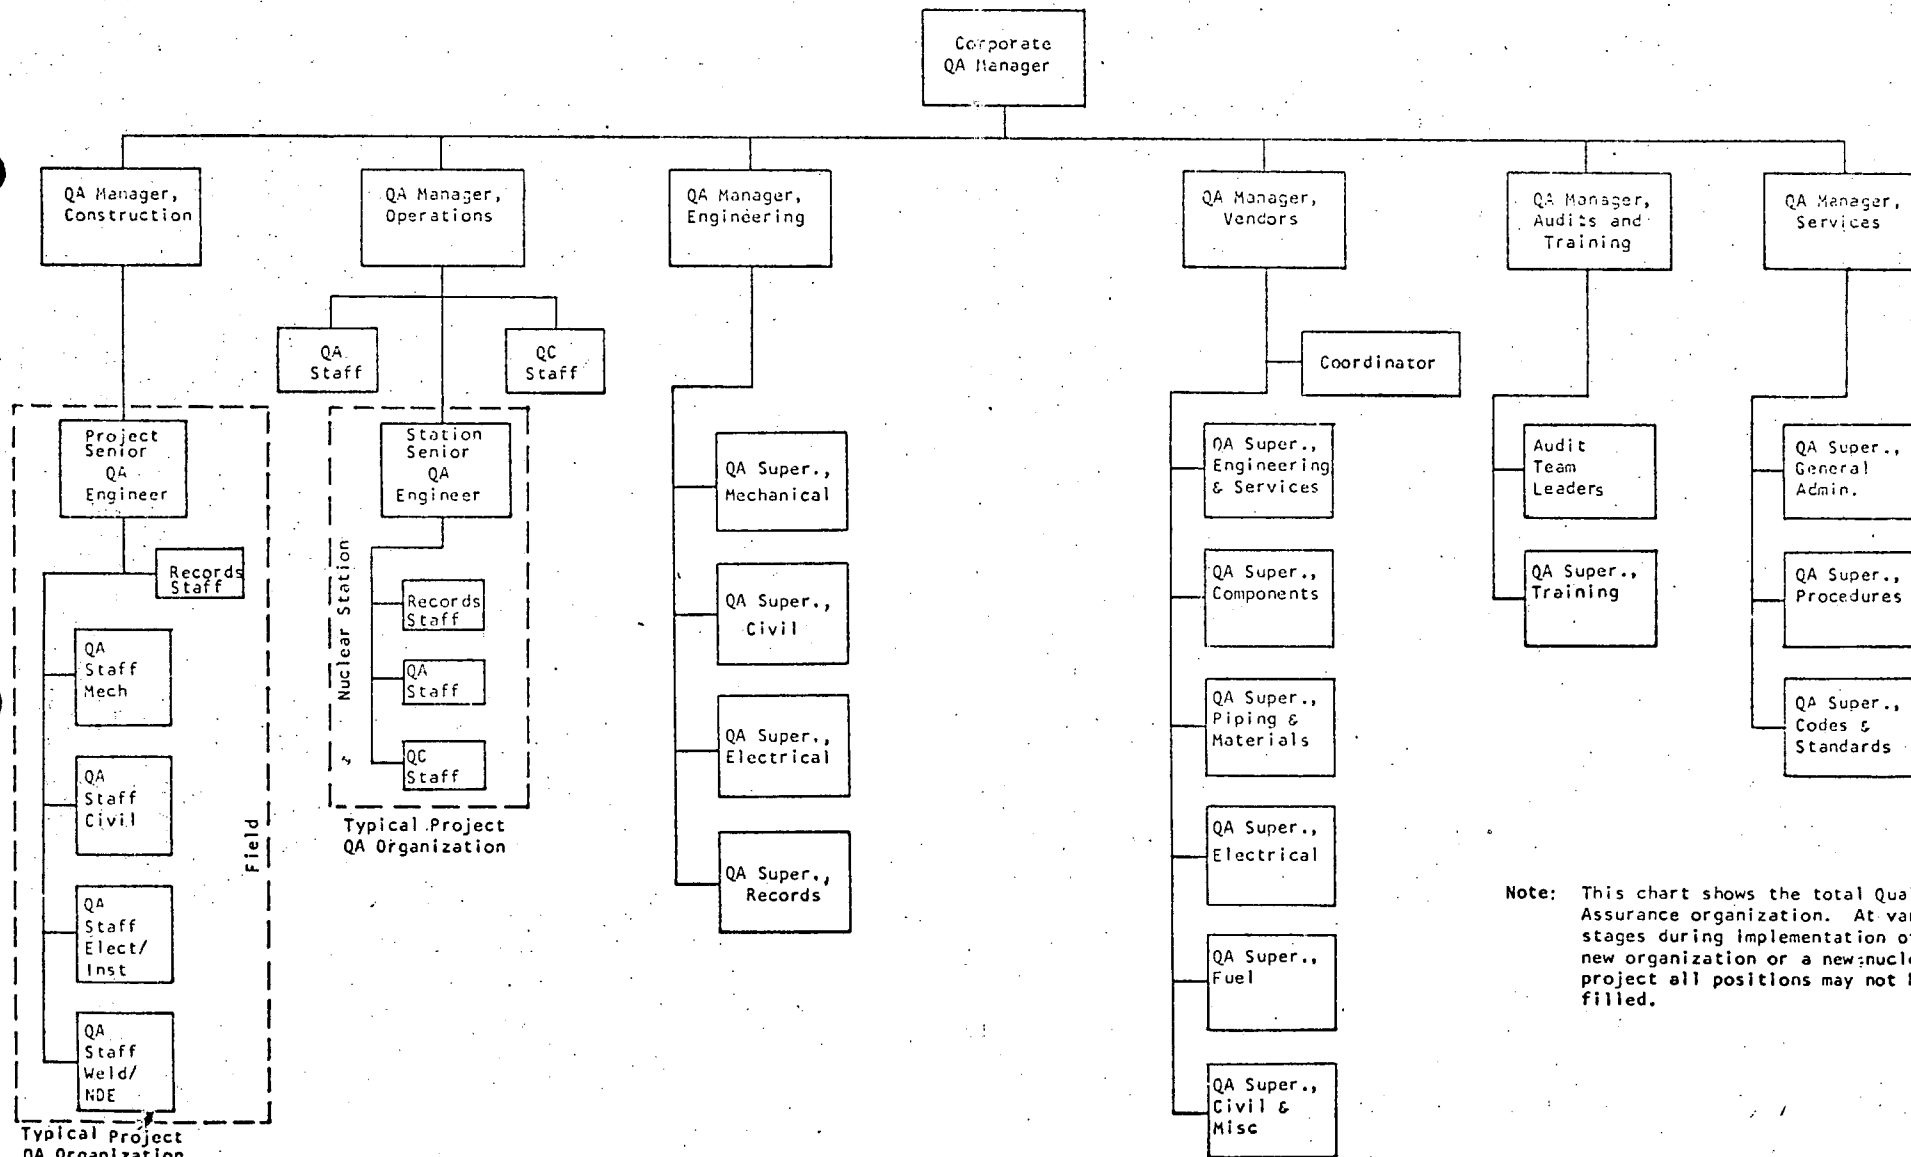 Corporate
QA Manager
QA Manager,
Construction
QA Manager,
Operations
QA Manager,
Engineering
QA Manager,
Vendors
QA Manager,
Audits and
Training
QA Manager,
Services
QA
Staff
QC
Staff
Coordinator
Project
Senior
QA
Engineer
Records
Staff
QA
Staff
Mech
QA
Staff
Civil
QA
Staff
Elect/
Inst
QA
Staff
Weld/
NDE
Field
Typical Project
QA Organization
Station
Senior
QA
Engineer
Nuclear Station
Records
Staff
QA
Staff
QC
Staff
Typical Project
QA Organization
QA Super.,
Mechanical
QA Super.,
Civil
QA Super.,
Electrical
QA Super.,
Records
QA Super.,
Engineering
& Services
QA Super.,
Components
QA Super.,
Piping &
Materials
QA Super.,
Electrical
QA Super.,
Fuel
QA Super.,
Civil &
Misc
Audit
Team
Leaders
QA Super.,
Training
QA Super.,
General
Admin.
QA Super.,
Procedures
QA Super.,
Codes &
Standards
Note: This chart shows the total Qua
Assurance organization. At va
stages during implementation o
new organization or a new nucl
project all positions may not
filled.